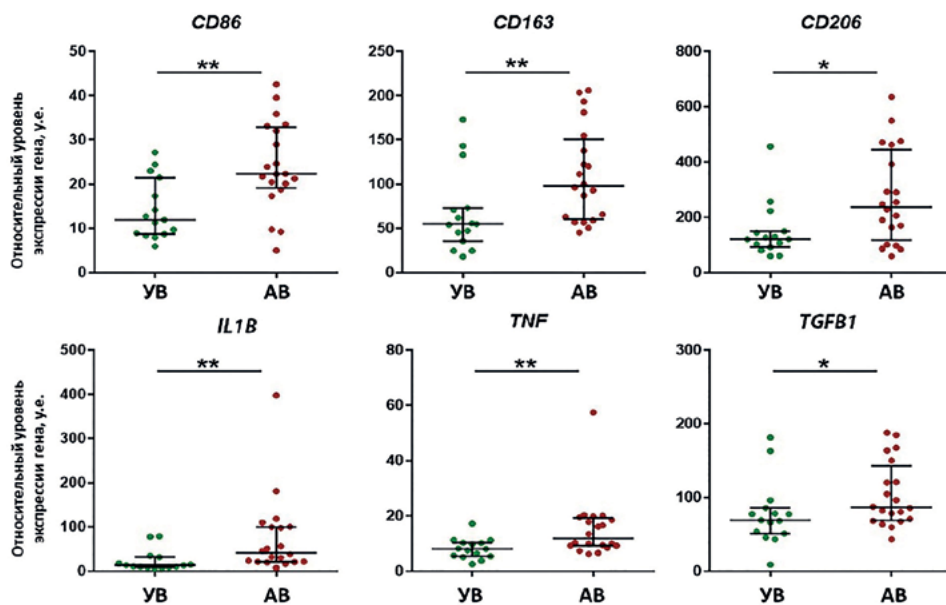 CD86
CD163
CD206
Относительный уровень
экспрессии гена, у.е.
50
40
30
20
10
0
**
УВ
АВ
250
200
150
100
50
0
**
УВ
АВ
800
600
400
200
0
*
УВ
АВ
IL1B
TNF
TGFB1
Относительный уровень
экспрессии гена, у.е.
500
400
300
200
100
0
**
УВ
АВ
80
60
40
20
0
**
УВ
АВ
300
200
100
0
*
УВ
АВ